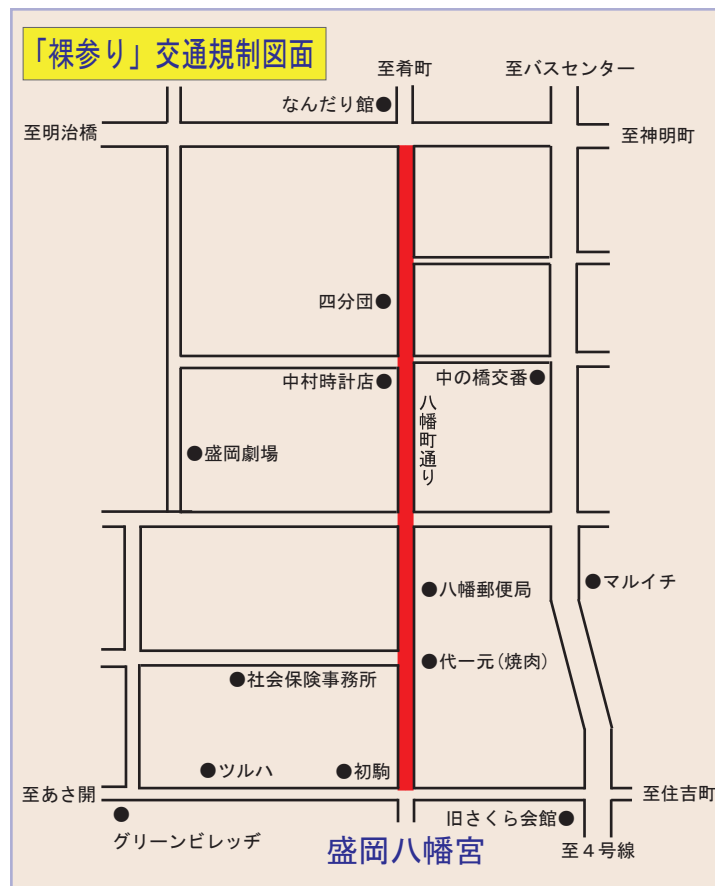 「裸参り」交通規制図面
至肴町
至バスセンター
なんだり館●
至明治橋
至神明町
四分団●
中村時計店●
中の橋交番●
八幡町通り
●盛岡劇場
●八幡郵便局
●マルイチ
●代一元(焼肉)
●社会保険事務所
●ツルハ
●初駒
至あさ開
至住吉町
旧さくら会館●
グリーンビレッヂ
盛岡八幡宮
至4号線